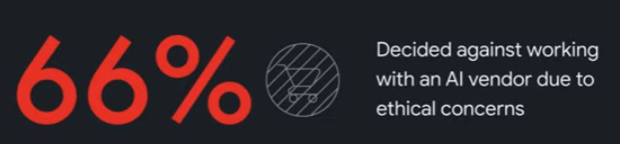 66%
Decided against working
with an AI vendor due to
ethical concerns